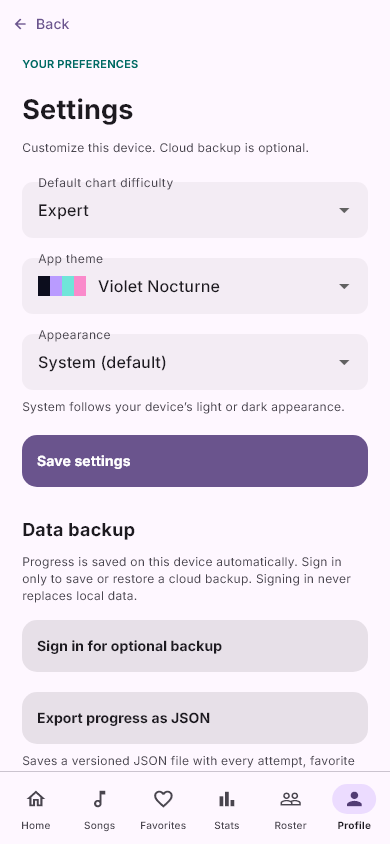 Back
YOUR PREFERENCES
Settings
Customize this device. Cloud backup is optional.
Default chart difficulty
Expert
App theme
Violet Nocturne
Appearance
System (default)
System follows your device's light or dark appearance.
Save settings
Data backup
Progress is saved on this device automatically. Sign in
only to save or restore a cloud backup. Signing in never
replaces local data.
Sign in for optional backup
Export progress as JSON
Saves a versioned JSON file with every attempt, favorite
Home
Songs
Favorites
Stats
Roster
Profile